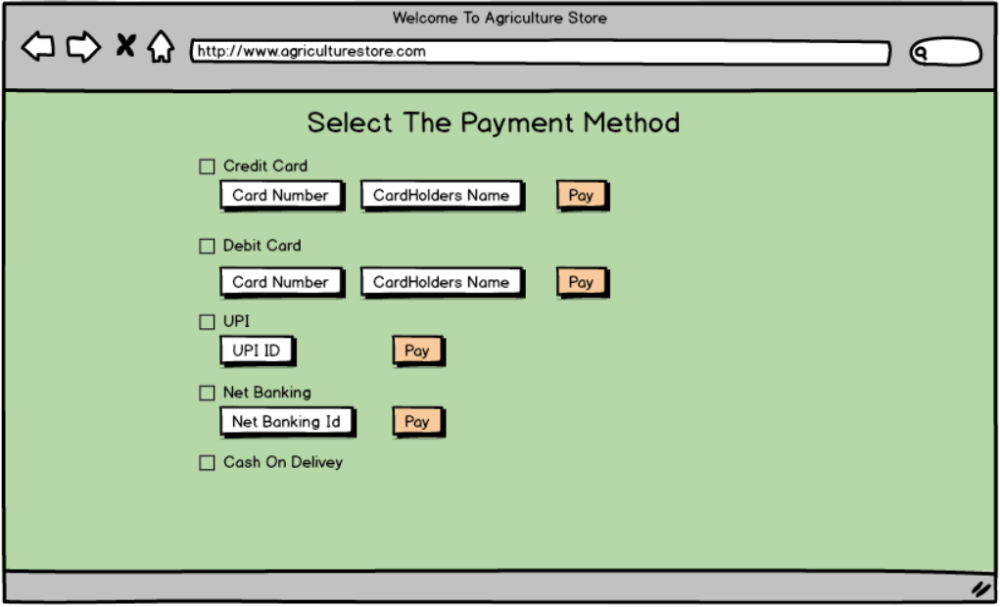 Welcome To Agriculture Store
http://www.agriculturestore.com
Select The Payment Method
Credit Card
Card Number CardHolders Name Pay
Debit Card
Card Number CardHolders Name Pay
UPI
UPI ID Pay
Net Banking
Net Banking Id Pay
Cash On Delivey